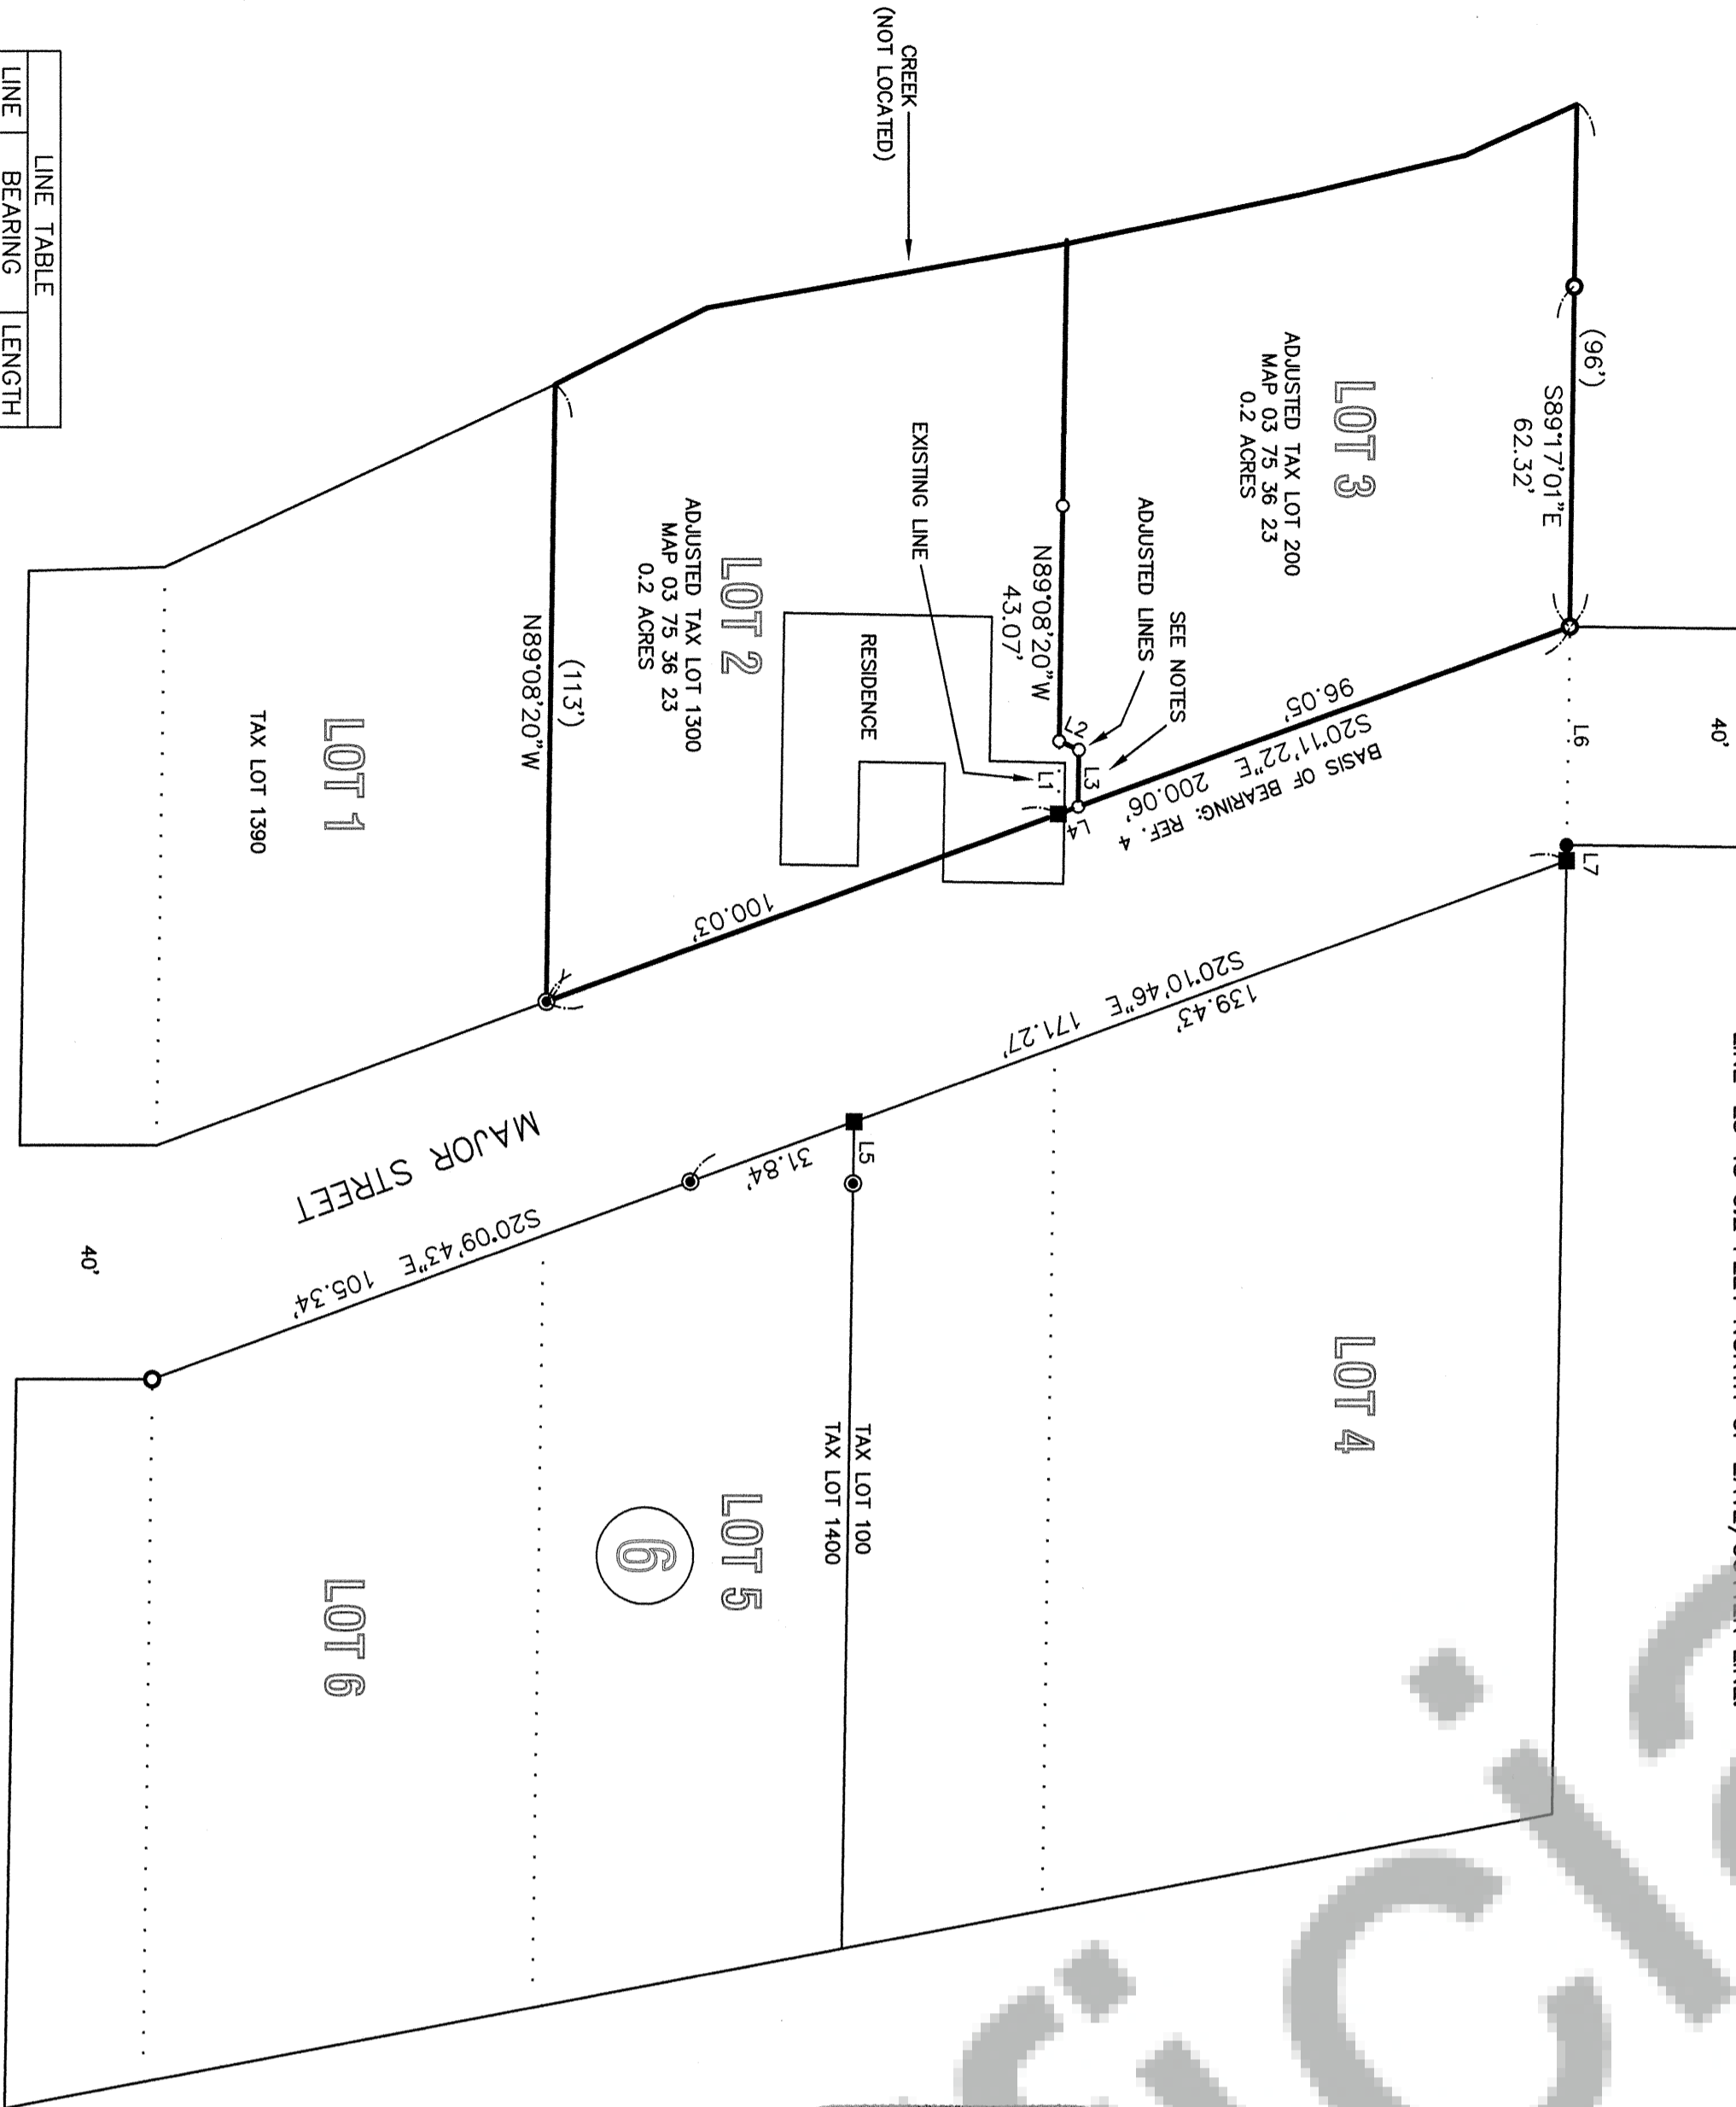 40'
L6
L7
(96')
S89°17'01"E
62.32'
LOT 3
ADJUSTED TAX LOT 200
MAP 03 75 36 23
0.2 ACRES
96.05'
S20°11'22"E 200.06'
BASIS OF BEARING: REF. 4
SEE NOTES
ADJUSTED LINES
L2
L3
L4
L1
N89°08'20"W
43.07'
EXISTING LINE
CREEK
(NOT LOCATED)
RESIDENCE
LOT 2
ADJUSTED TAX LOT 1300
MAP 03 75 36 23
0.2 ACRES
100.03'
(113')
N89°08'20"W
LOT 1
TAX LOT 1390
LOT 4
S20°10'46"E 171.27'
139.43'
L5
31.84'
TAX LOT 100
TAX LOT 1400
LOT 5
6
MAJOR STREET
S20°09'43"E 105.34'
LOT 6
40'
LINE TABLE
LINE BEARING LENGTH